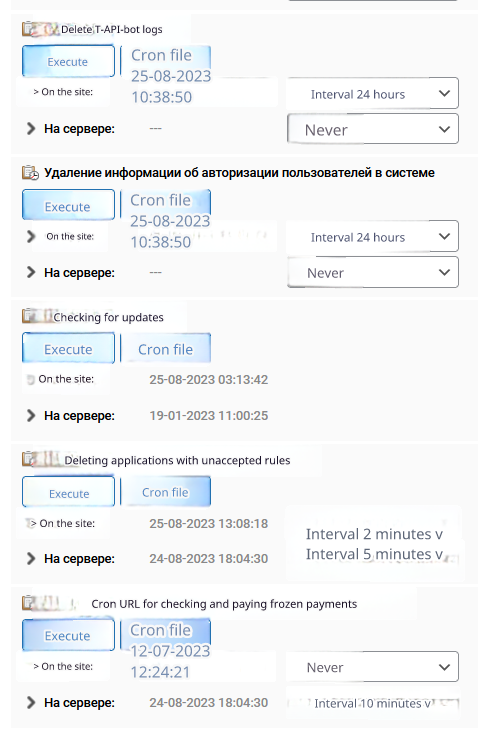 Delete T-API-bot logs
Execute
Cron file
25-08-2023
> On the site:
10:38:50
Interval 24 hours
На сервере:
---
Never
Удаление информации об авторизации пользователей в системе
Execute
Cron file
25-08-2023
On the site:
10:38:50
Interval 24 hours
На сервере:
---
Never
Checking for updates
Execute
Cron file
On the site:
25-08-2023 03:13:42
На сервере:
19-01-2023 11:00:25
Deleting applications with unaccepted rules
Execute
Cron file
> On the site:
25-08-2023 13:08:18
Interval 2 minutes v
На сервере:
24-08-2023 18:04:30
Interval 5 minutes v
Cron URL for checking and paying frozen payments
Execute
Cron file
12-07-2023
> On the site:
12:24:21
Never
На сервере:
24-08-2023 18:04:30
Interval 10 minutes v